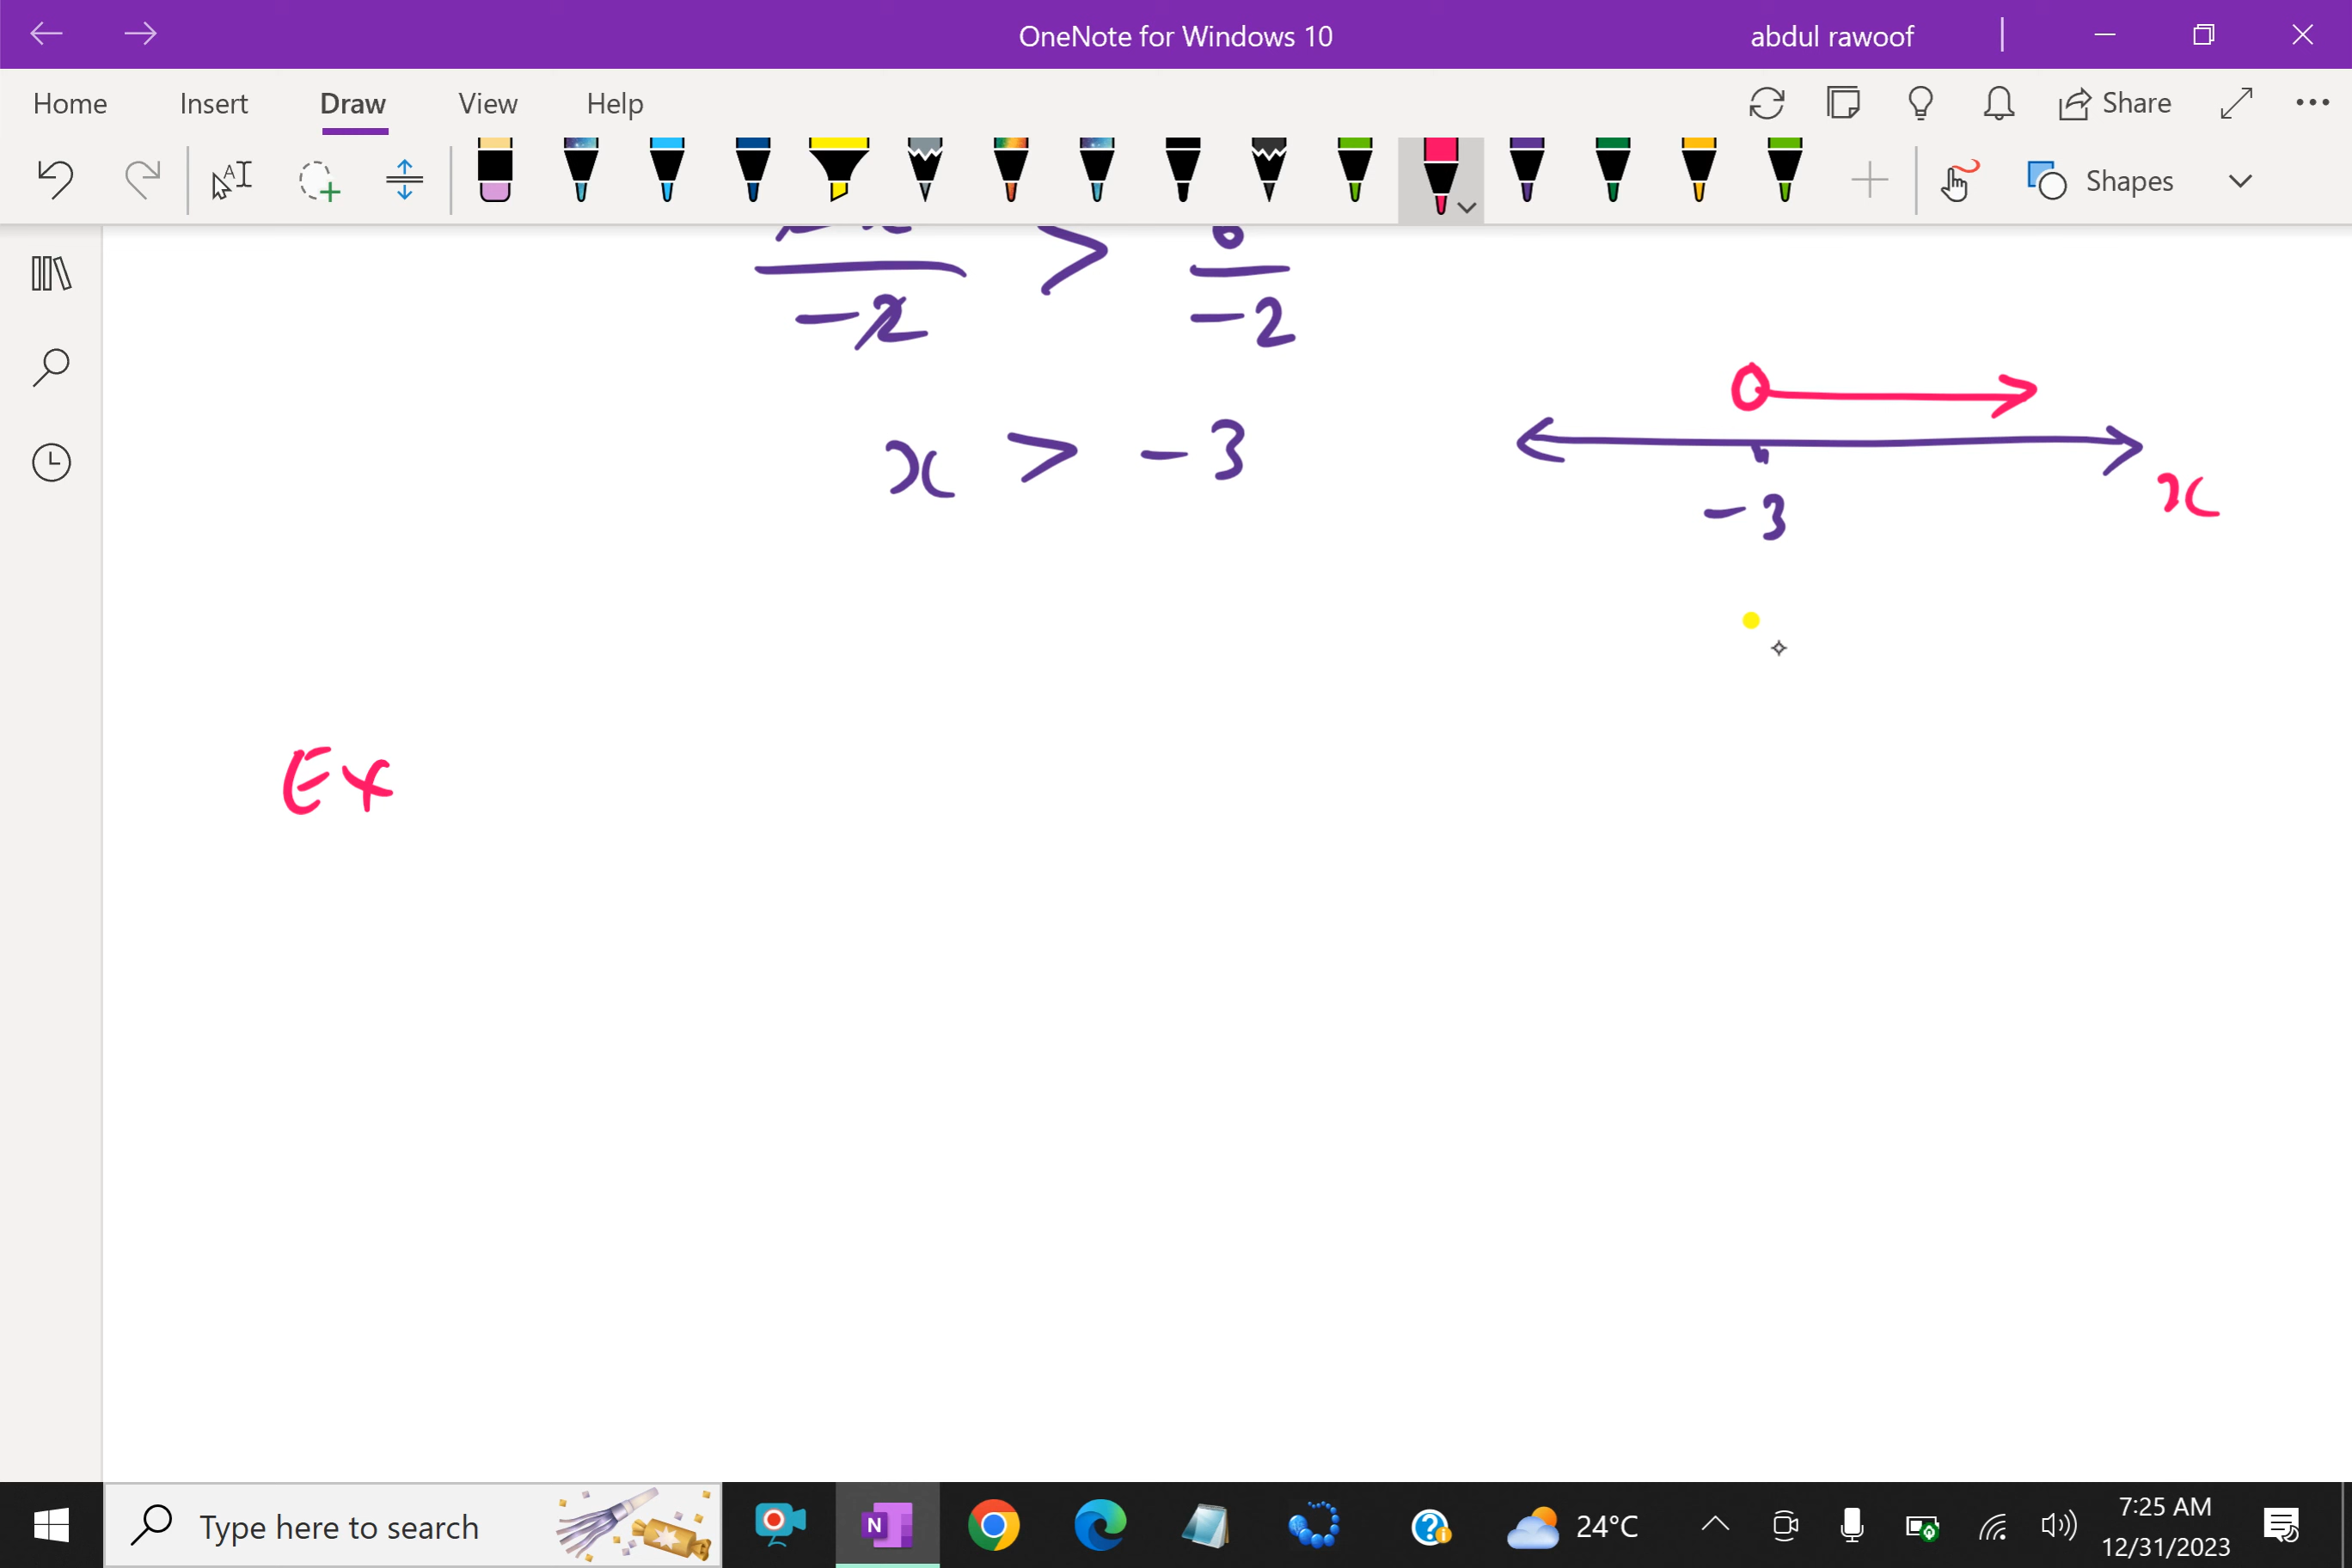 OneNote for Windows 10
abdul rawoof
Home Insert Draw View Help
Share
Shapes
> 6
-2 -2
x > -3
-3
x
Ex
Type here to search
24°C
7:25 AM
12/31/2023